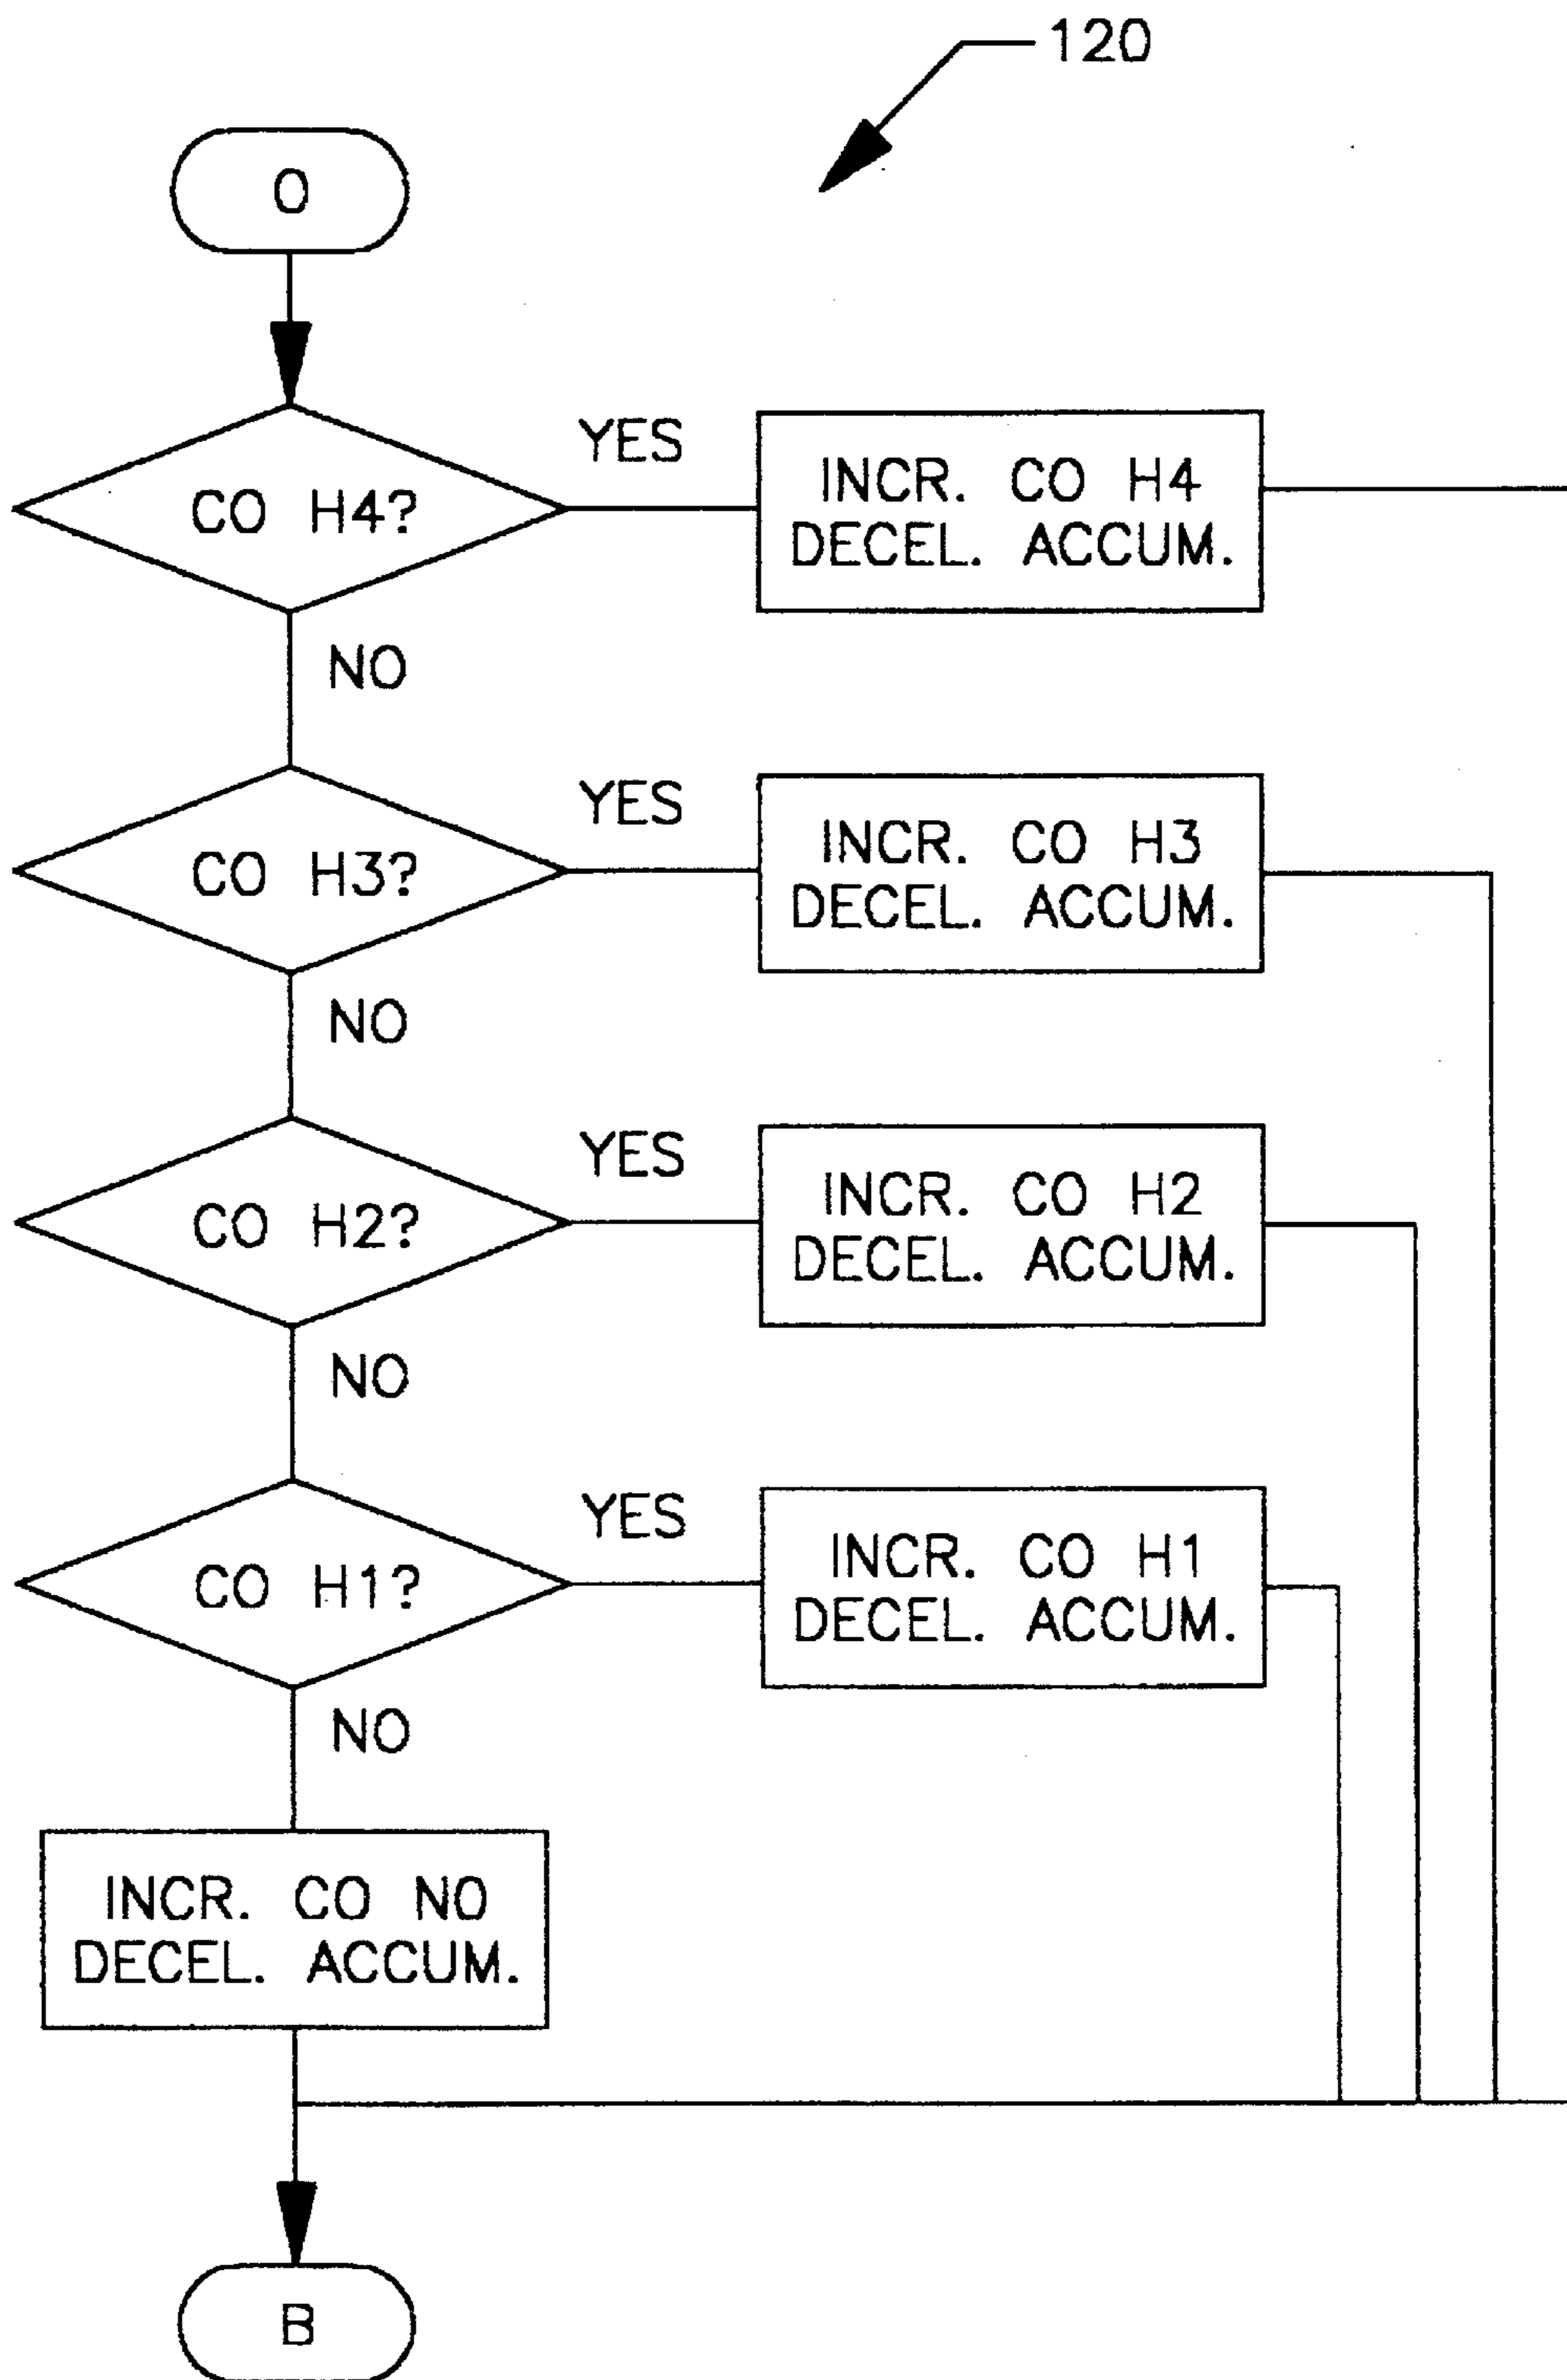 120
O
YES
CO H4?
INCR. CO H4
DECEL. ACCUM.
NO
YES
CO H3?
INCR. CO H3
DECEL. ACCUM.
NO
YES
CO H2?
INCR. CO H2
DECEL. ACCUM.
NO
YES
CO H1?
INCR. CO H1
DECEL. ACCUM.
NO
INCR. CO NO
DECEL. ACCUM.
B